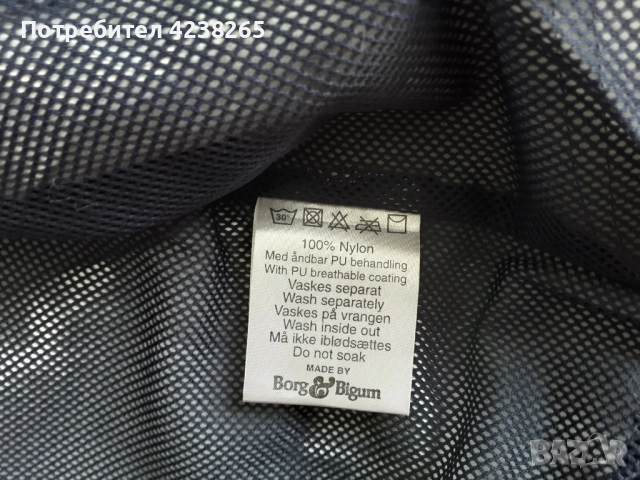 Потребител 4238265
30°
100% Nylon
Med åndbar PU behandling
With PU breathable coating
Vaskes separat
Wash separately
Vaskes på vrangen
Wash inside out
Må ikke iblødsættes
Do not soak
MADE BY
Borg & Bigum
BAZAR